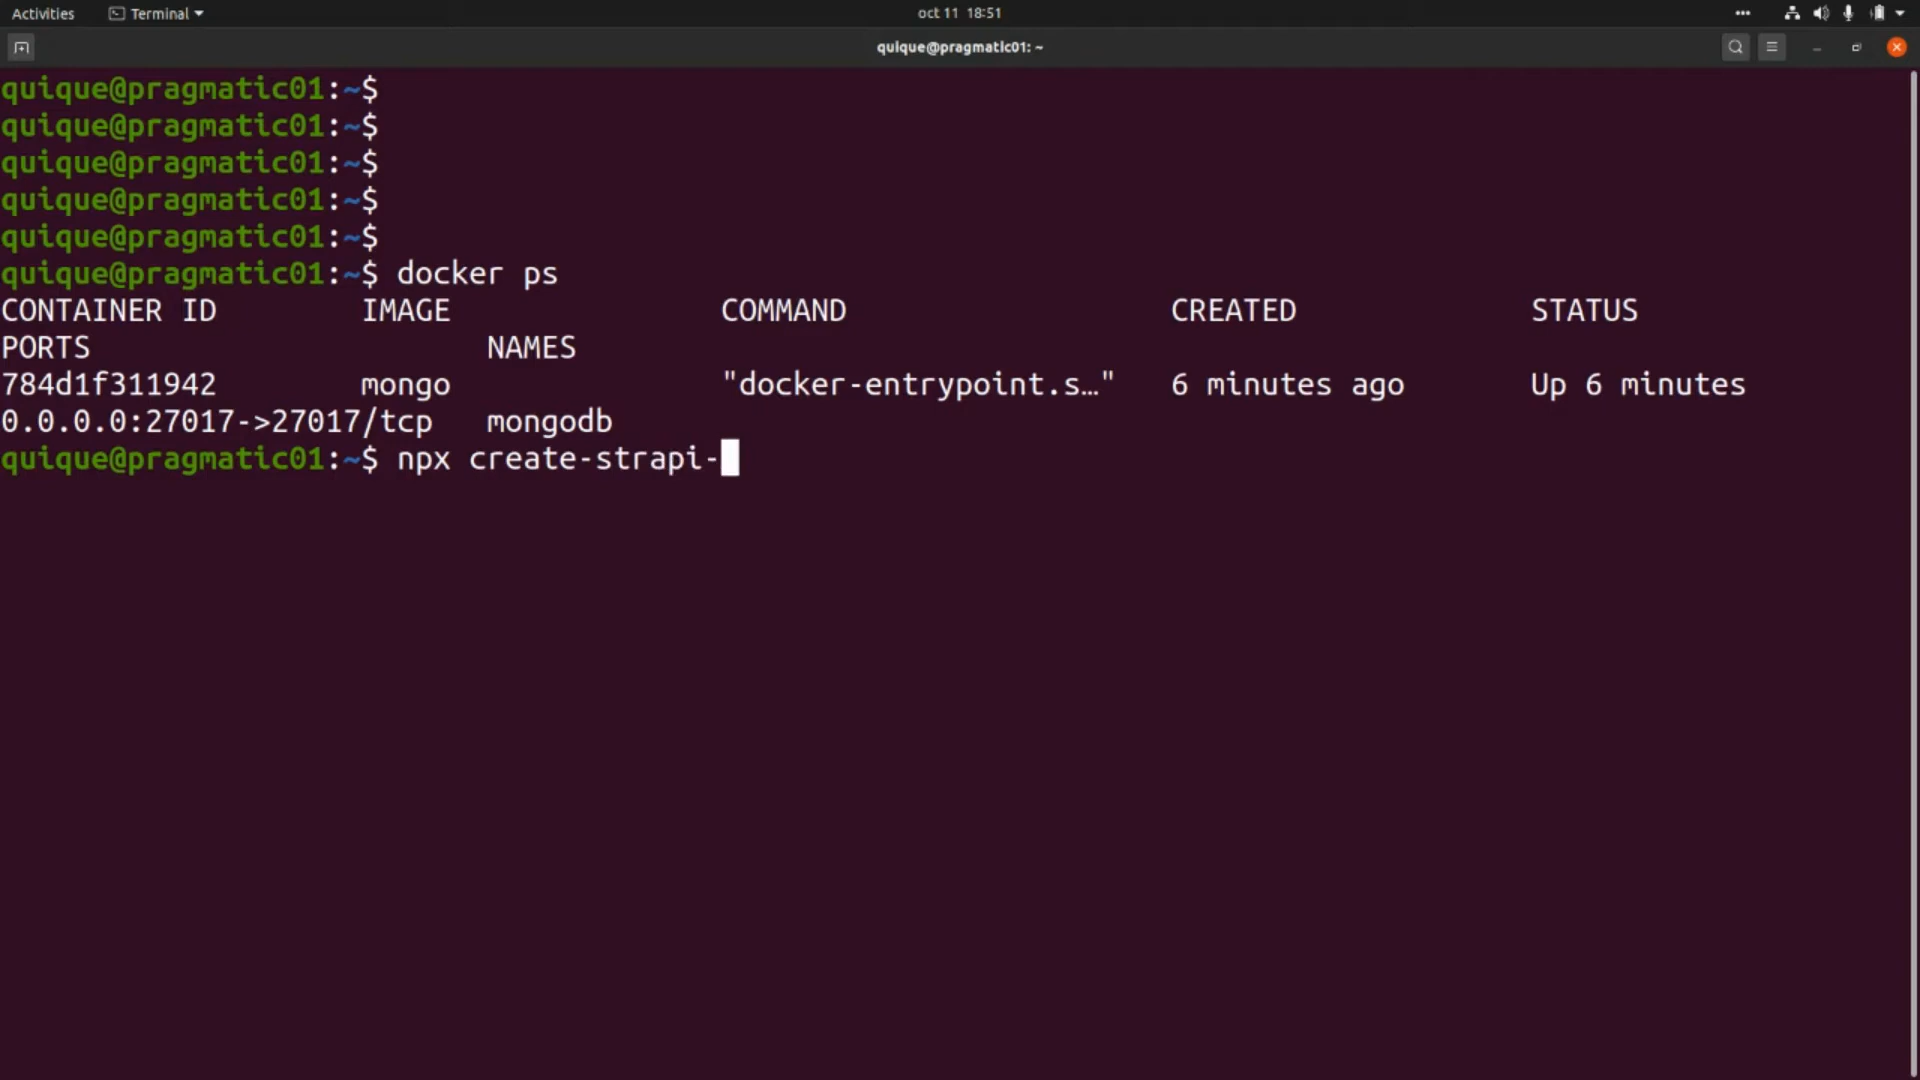 Activities Terminal oct 11 18:51
quique@pragmatic01: ~
quique@pragmatic01:~$
quique@pragmatic01:~$
quique@pragmatic01:~$
quique@pragmatic01:~$
quique@pragmatic01:~$
quique@pragmatic01:~$ docker ps
CONTAINER ID IMAGE COMMAND CREATED STATUS
PORTS NAMES
784d1f311942 mongo "docker-entrypoint.s…" 6 minutes ago Up 6 minutes
0.0.0.0:27017->27017/tcp mongodb
quique@pragmatic01:~$ npx create-strapi-